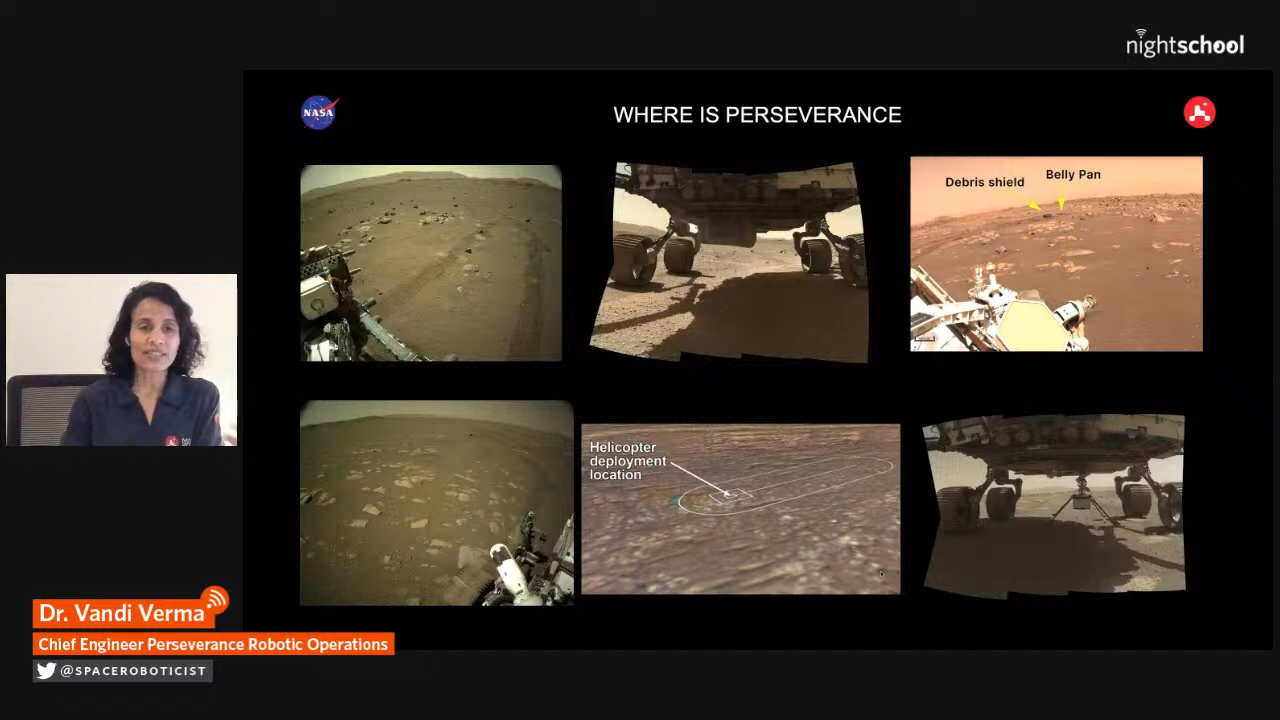 nightschool
NASA
WHERE IS PERSEVERANCE
Debris shield
Belly Pan
Helicopter
deployment
location
Dr. Vandi Verma
Chief Engineer Perseverance Robotic Operations
@SPACEROBOTICIST